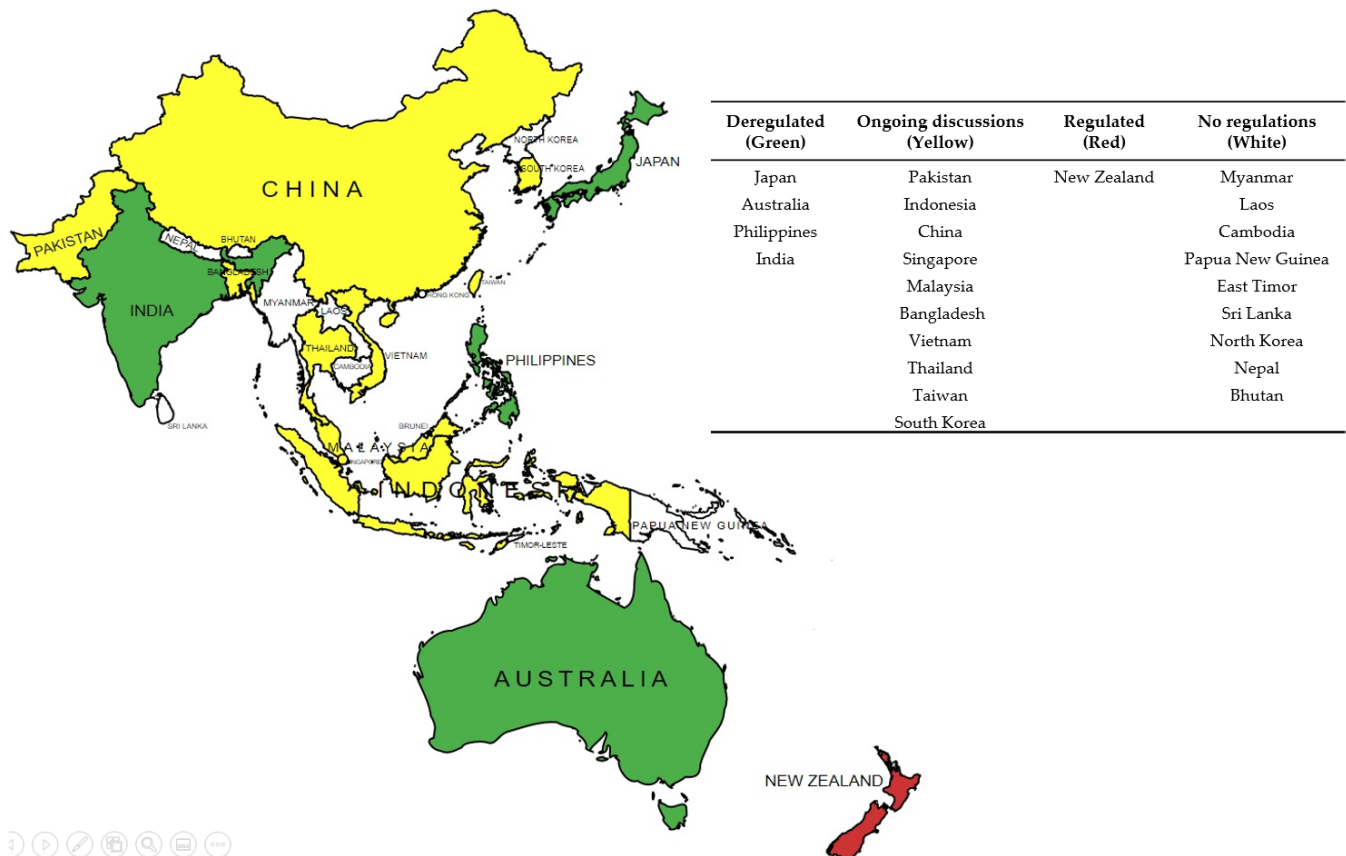 CHINA
NORTH KOREA
SOUTH KOREA
JAPAN
PAKISTAN
NEPAL
BHUTAN
BANGLADESH
INDIA
MYANMAR
LAOS
HONG KONG
TAIWAN
THAILAND
VIETNAM
CAMBODIA
PHILIPPINES
SRI LANKA
BRUNEI
MALAYSIA
SINGAPORE
INDONESIA
PAPUA NEW GUINEA
TIMOR-LESTE
AUSTRALIA
NEW ZEALAND
Deregulated Ongoing discussions Regulated No regulations
(Green) (Yellow) (Red) (White)
Japan Pakistan New Zealand Myanmar
Australia Indonesia Laos
Philippines China Cambodia
India Singapore Papua New Guinea
Malaysia East Timor
Bangladesh Sri Lanka
Vietnam North Korea
Thailand Nepal
Taiwan Bhutan
South Korea